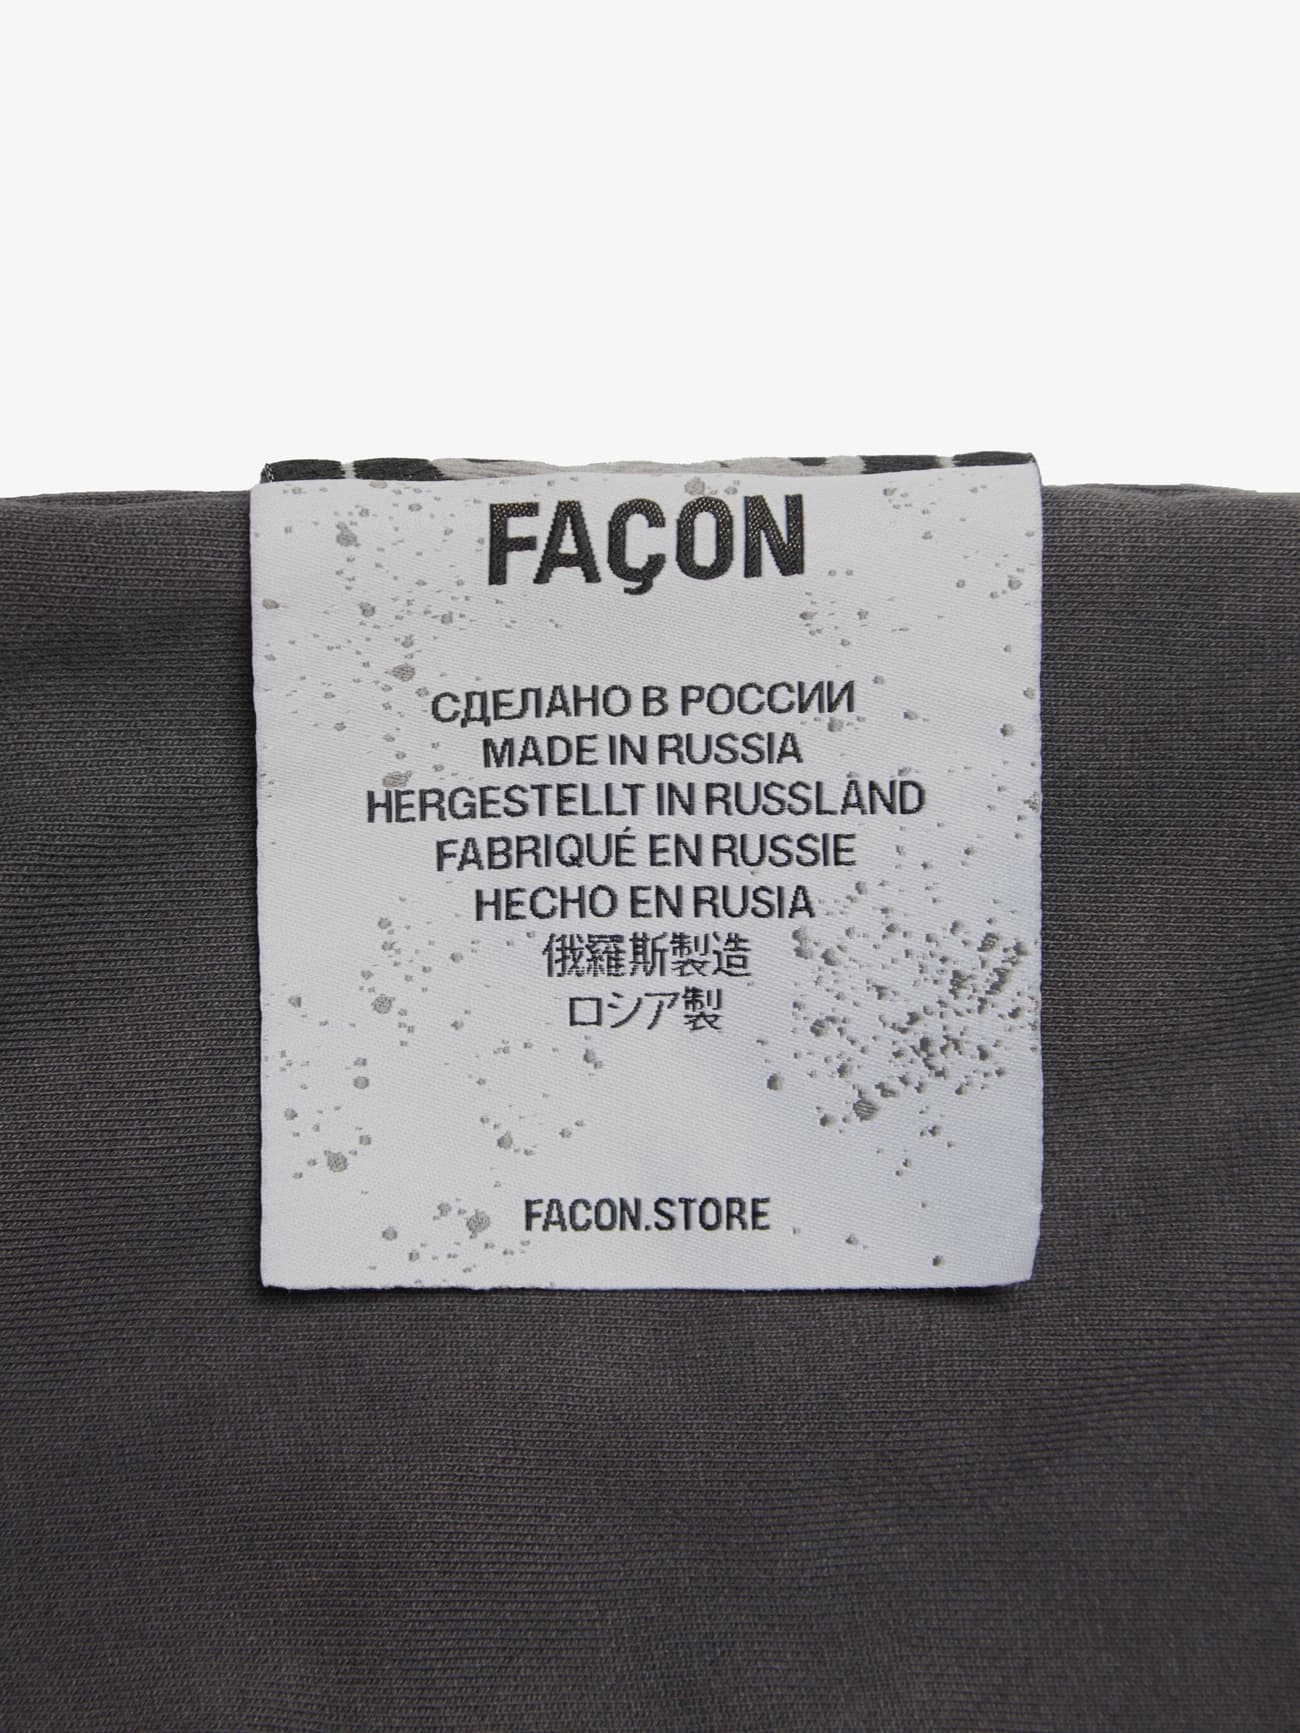 FAÇON
СДЕЛАНО В РОССИИ
MADE IN RUSSIA
HERGESTELLT IN RUSSLAND
FABRIQUÉ EN RUSSIE
HECHO EN RUSIA
俄羅斯製造
ロシア製
FACON.STORE